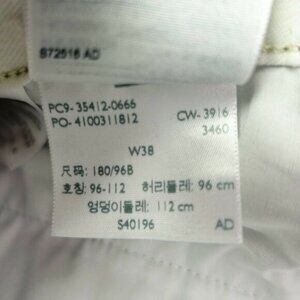 S72516 AD
PC9- 35412-0666
PO- 4100311812
CW- 3916
3460
W38
尺码: 180/96B
호칭: 96-112 허리둘레: 96 cm
엉덩이둘레: 112 cm
S40196 AD